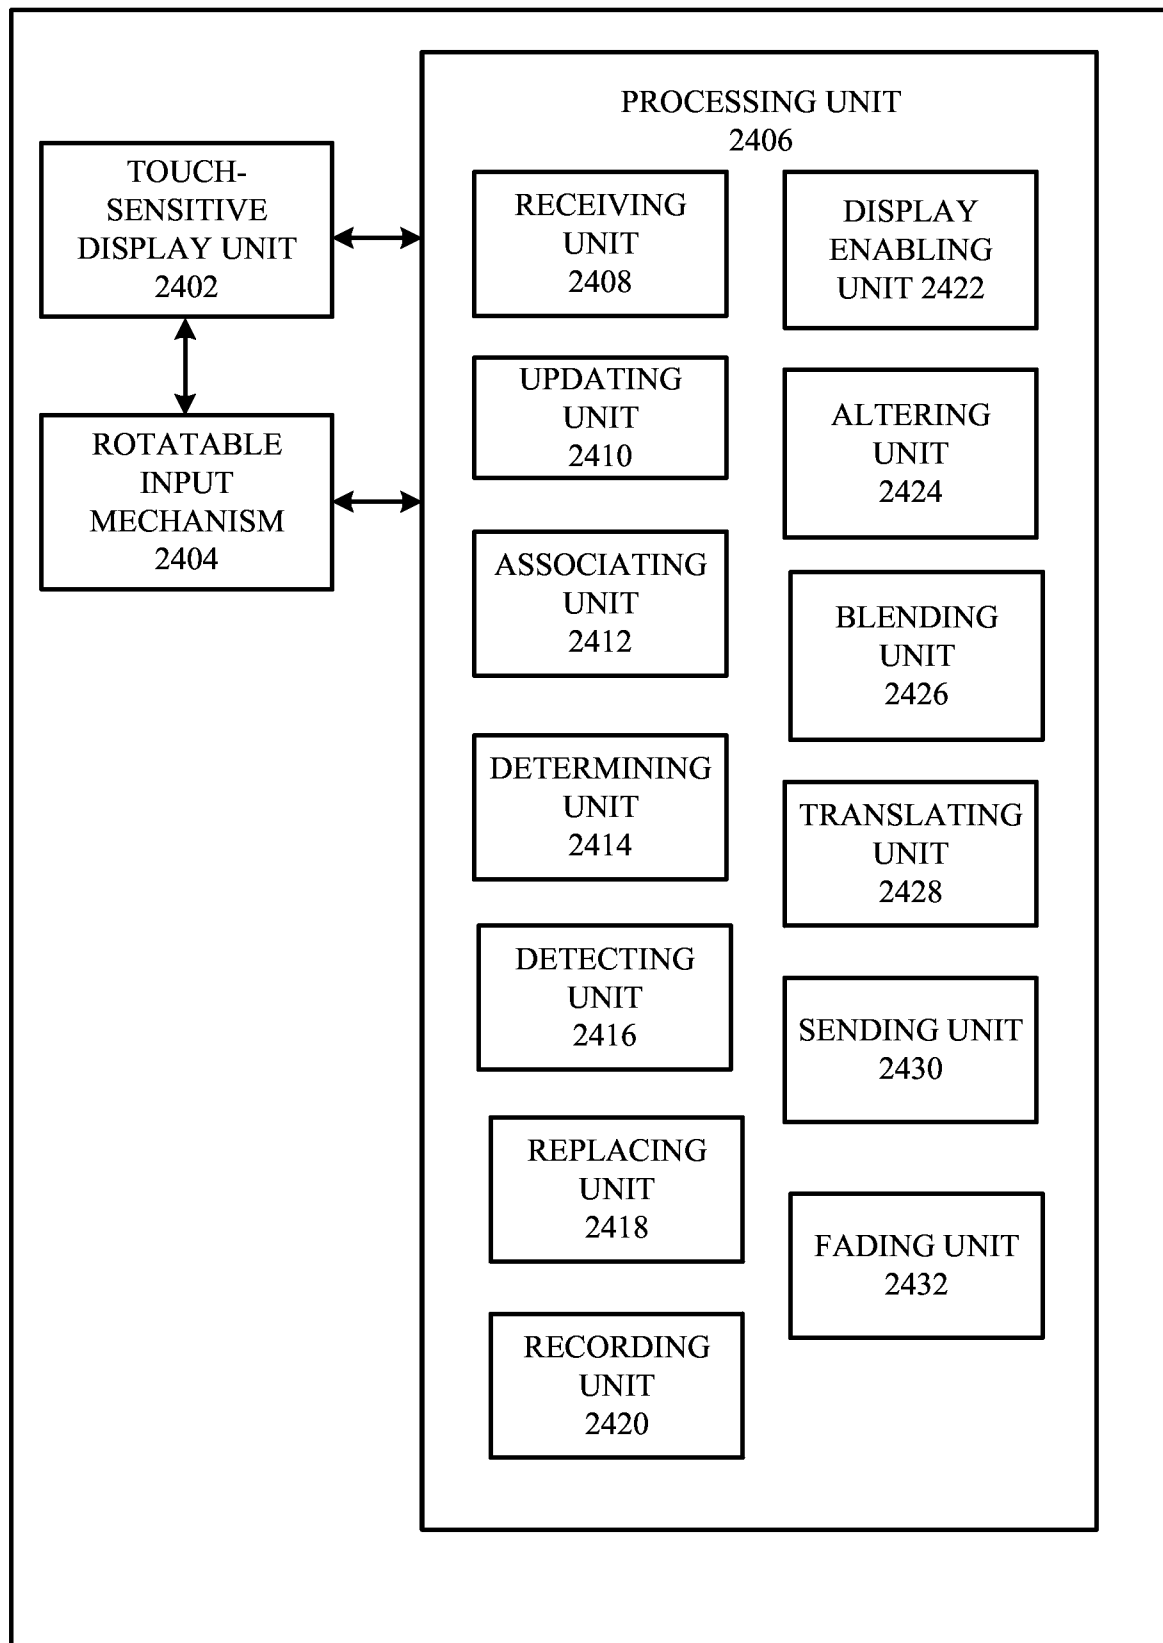 PROCESSING UNIT
2406
TOUCH-
SENSITIVE
DISPLAY UNIT
2402
ROTATABLE
INPUT
MECHANISM
2404
RECEIVING
UNIT
2408
UPDATING
UNIT
2410
ASSOCIATING
UNIT
2412
DETERMINING
UNIT
2414
DETECTING
UNIT
2416
REPLACING
UNIT
2418
RECORDING
UNIT
2420
DISPLAY
ENABLING
UNIT 2422
ALTERING
UNIT
2424
BLENDING
UNIT
2426
TRANSLATING
UNIT
2428
SENDING UNIT
2430
FADING UNIT
2432